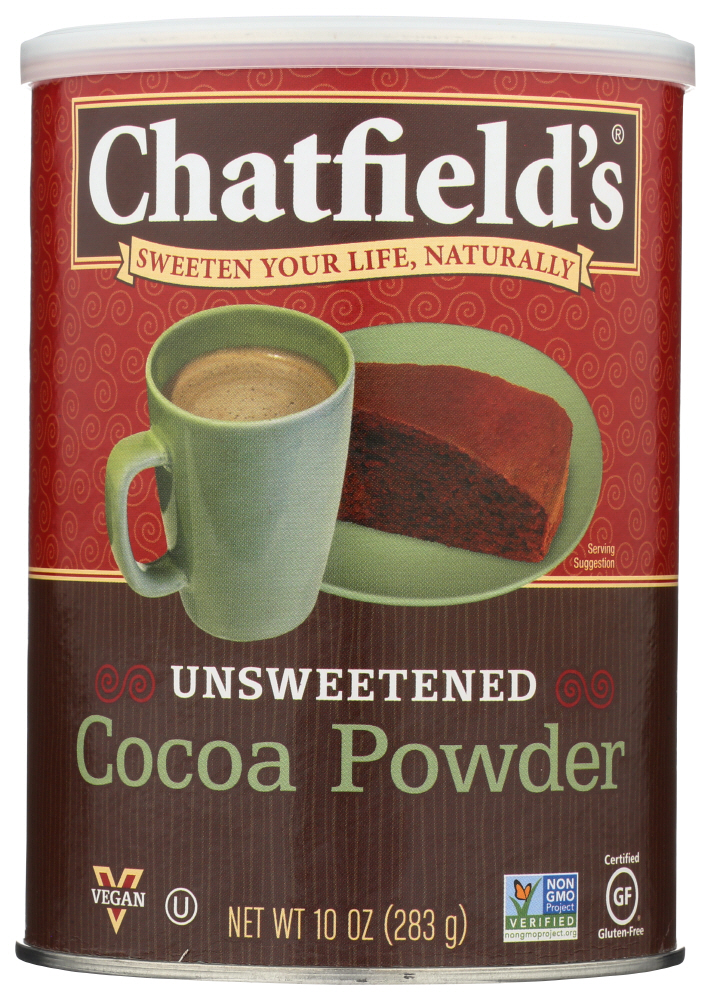 Chatfield's®
SWEETEN YOUR LIFE, NATURALLY
Serving
Suggestion
UNSWEETENED
Cocoa Powder
VEGAN
U
NET WT 10 OZ (283 g)
NON
GMO
Project
VERIFIED
nongmoproject.org
Certified
GF
Gluten-Free